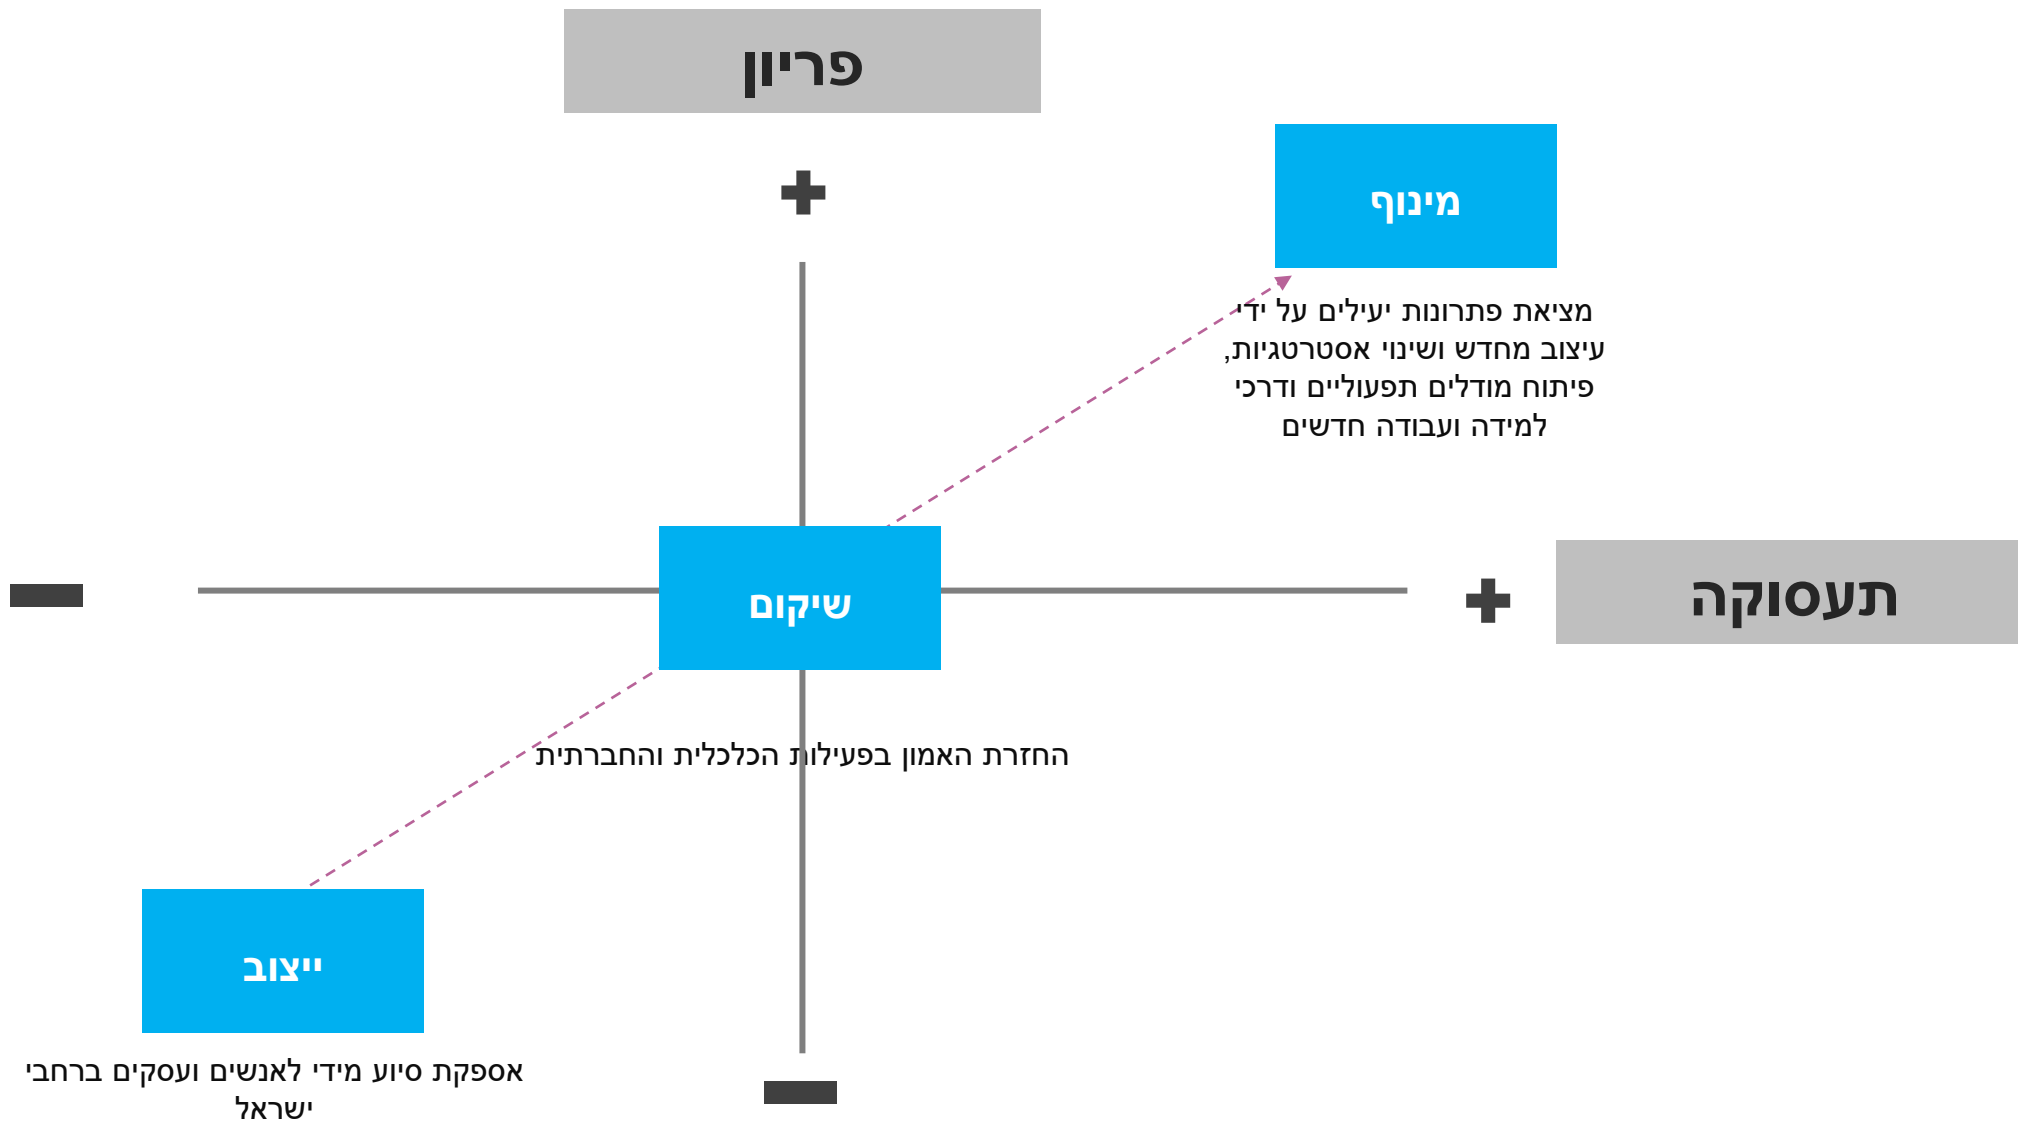 פריון
+
מינוף
מציאת פתרונות יעילים על ידי
עיצוב מחדש ושינוי אסטרטגיות,
פיתוח מודלים תפעוליים ודרכי
למידה ועבודה חדשים
תעסוקה
+
שיקום
-
החזרת האמון בפעילות הכלכלית והחברתית
ייצוב
אספקת סיוע מידי לאנשים ועסקים ברחבי
ישראל
-